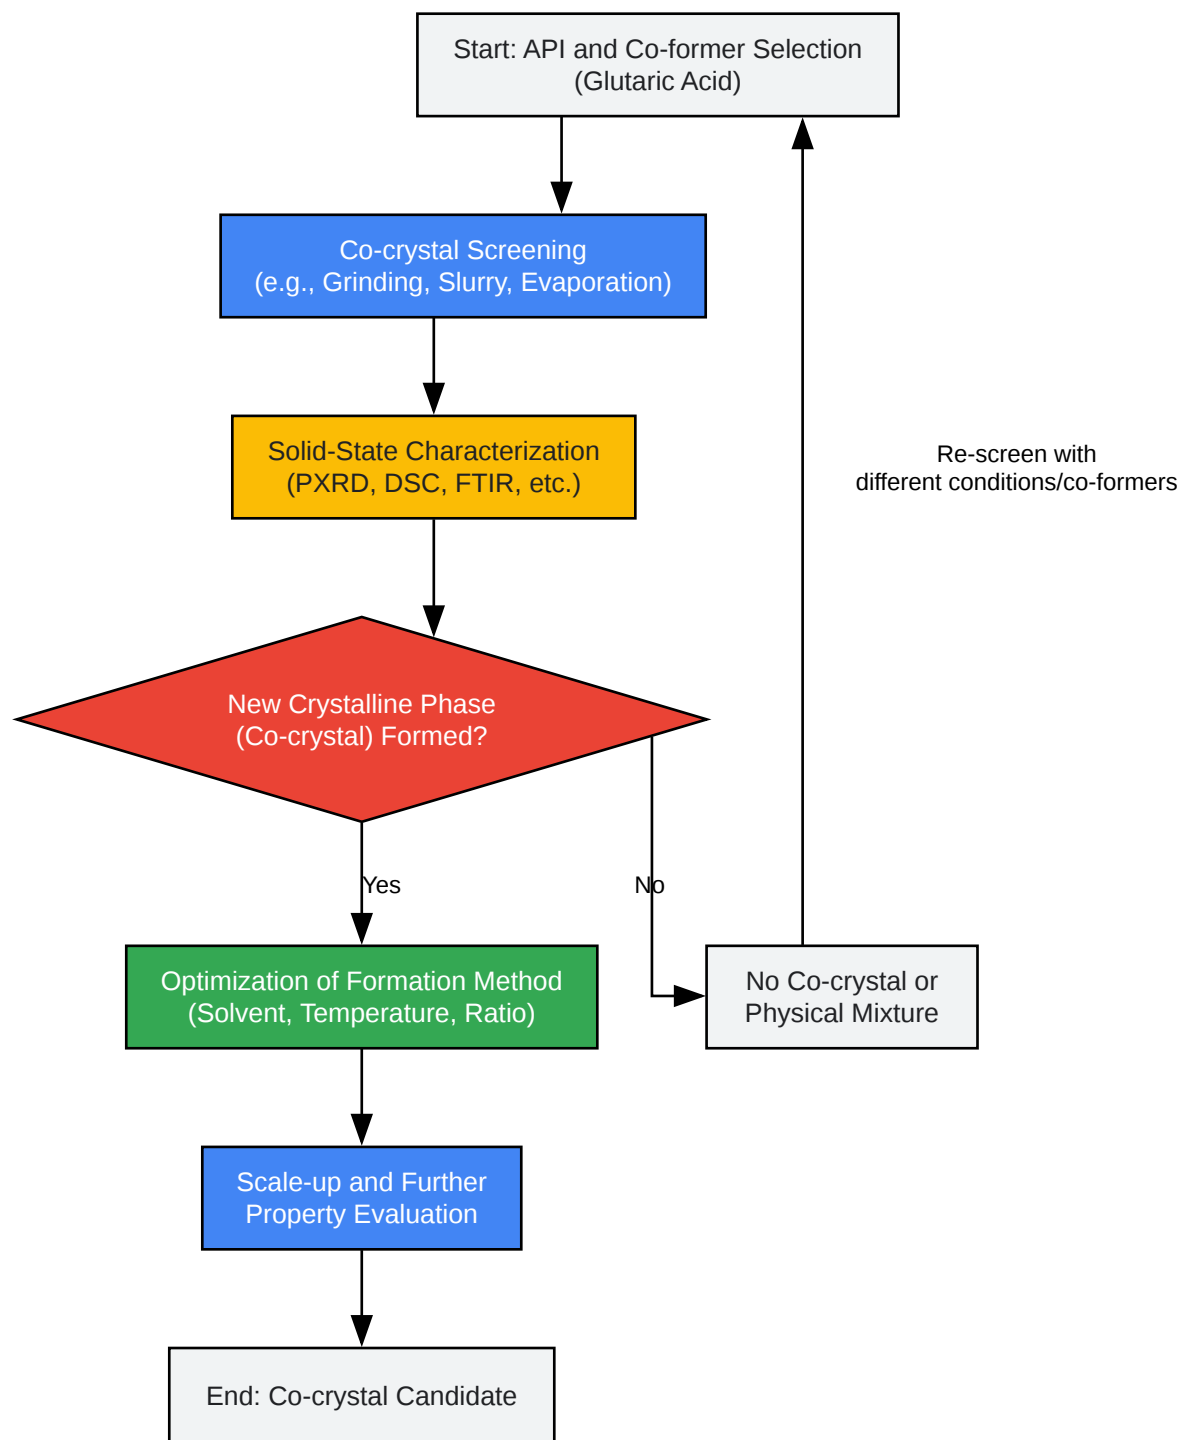 Start: API and Co-former Selection
(Glutaric Acid)
Co-crystal Screening
(e.g., Grinding, Slurry, Evaporation)
Solid-State Characterization
(PXRD, DSC, FTIR, etc.)
Re-screen with
different conditions/co-formers
New Crystalline Phase
(Co-crystal) Formed?
Yes
No
Optimization of Formation Method
(Solvent, Temperature, Ratio)
No Co-crystal or
Physical Mixture
Scale-up and Further
Property Evaluation
End: Co-crystal Candidate